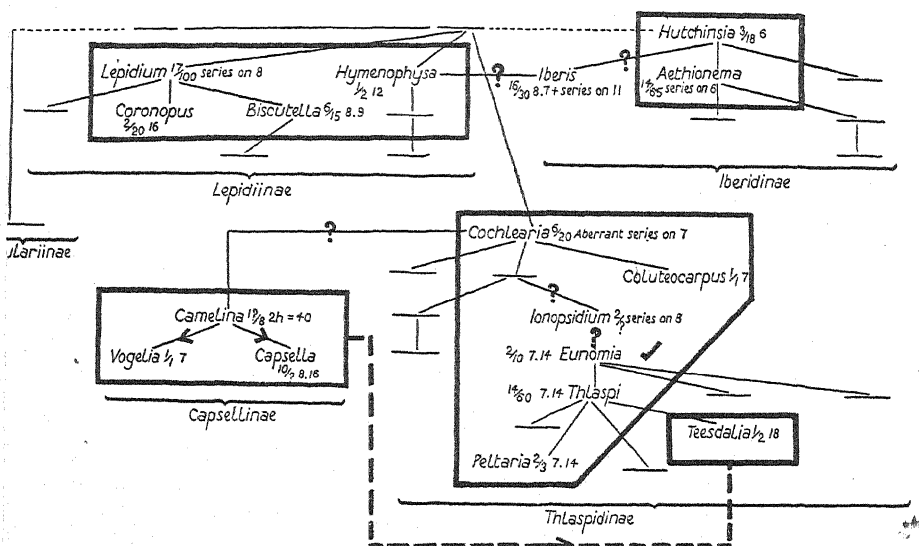 Hutchinsia 3/18 6
Lepidium 17/100 series on 8
Hymenophysa 1/2 12
?
Iberis 16/30 8.7 + series on 11
?
Aethionema 14/65 series on 6
Coronopus 2/20 16
Biscutella 6/15 8.9
Lepidiinae
Iberidinae
ulariinae
?
Cochlearia 6/20 Aberrant series on 7
Coluteocarpus 1/1 7
?
Camelina 19/8 2n = 40
Ionopsidium 2/? series on 8
?
Vogelia 1/1 7
Capsella 10/? 8.16
2/10 7.14 Eunomia
14/60 7.14 Thlaspi
Capsellinae
Teesdalia 1/2 18
Peltaria 2/3 7.14
Thlaspidinae